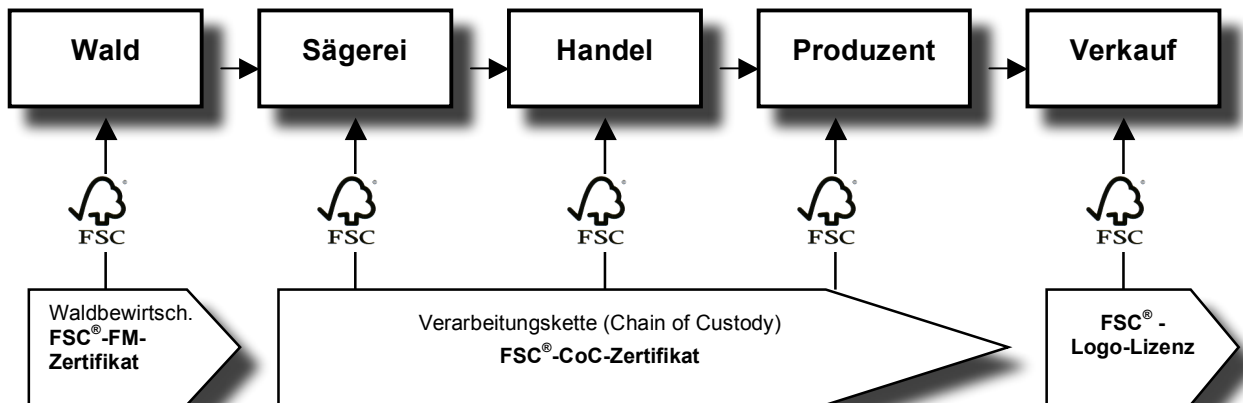 Wald
Sägerei
Handel
Produzent
Verkauf
®
FSC
®
FSC
®
FSC
®
FSC
®
FSC
Waldbewirtsch.
FSC®-FM-
Zertifikat
Verarbeitungskette (Chain of Custody)
FSC®-CoC-Zertifikat
FSC® -
Logo-Lizenz